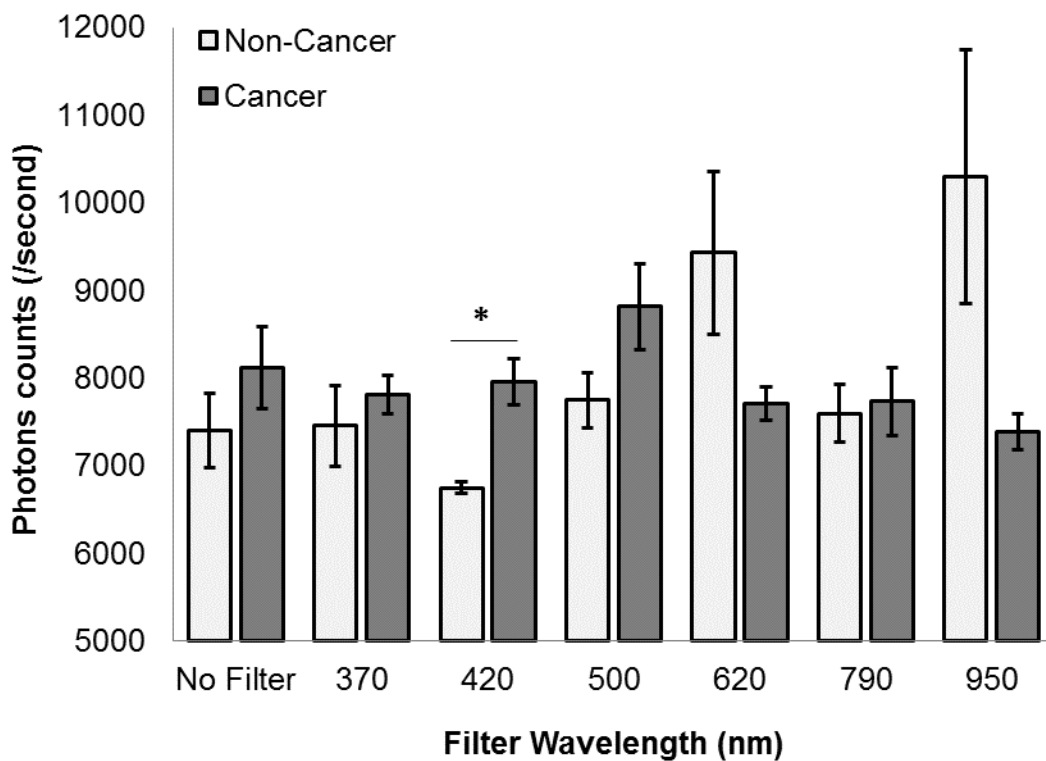 12000
11000
10000
9000
8000
7000
6000
5000
Photons counts (/second)
Non-Cancer
Cancer
*
No Filter 370 420 500 620 790 950
Filter Wavelength (nm)